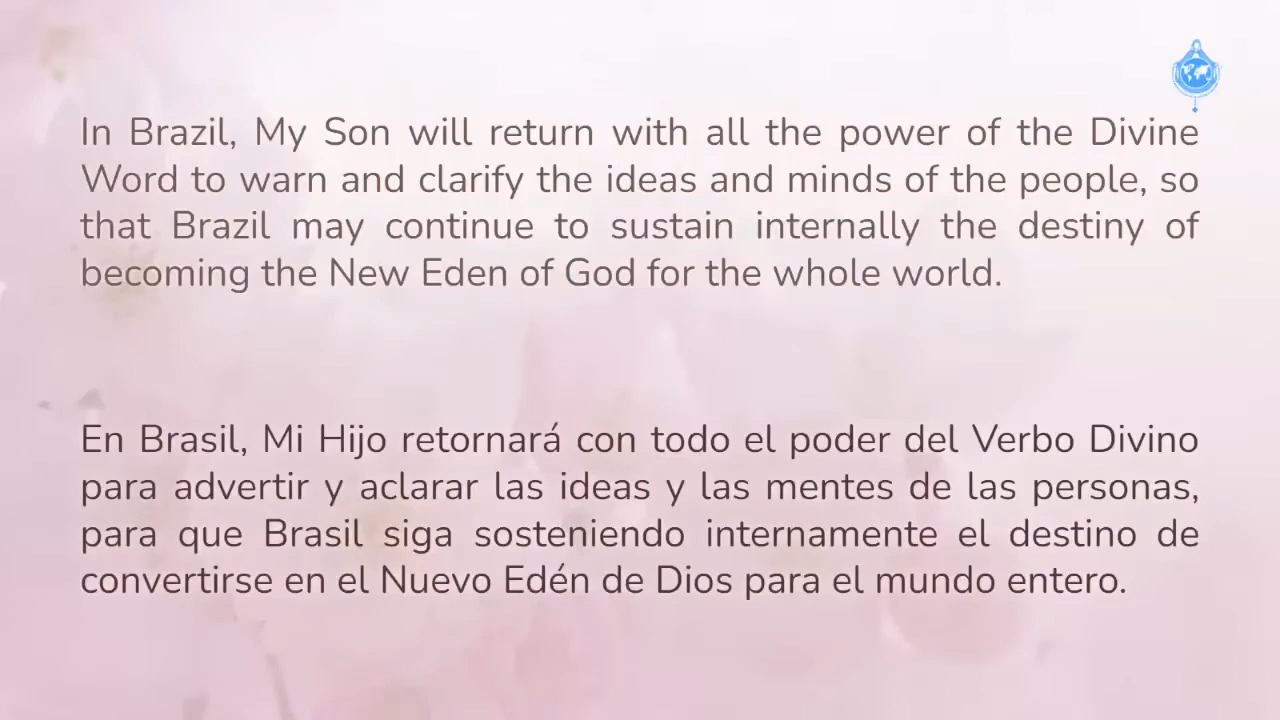 In Brazil, My Son will return with all the power of the Divine
Word to warn and clarify the ideas and minds of the people, so
that Brazil may continue to sustain internally the destiny of
becoming the New Eden of God for the whole world.
En Brasil, Mi Hijo retornará con todo el poder del Verbo Divino
para advertir y aclarar las ideas y las mentes de las personas,
para que Brasil siga sosteniendo internamente el destino de
convertirse en el Nuevo Edén de Dios para el mundo entero.